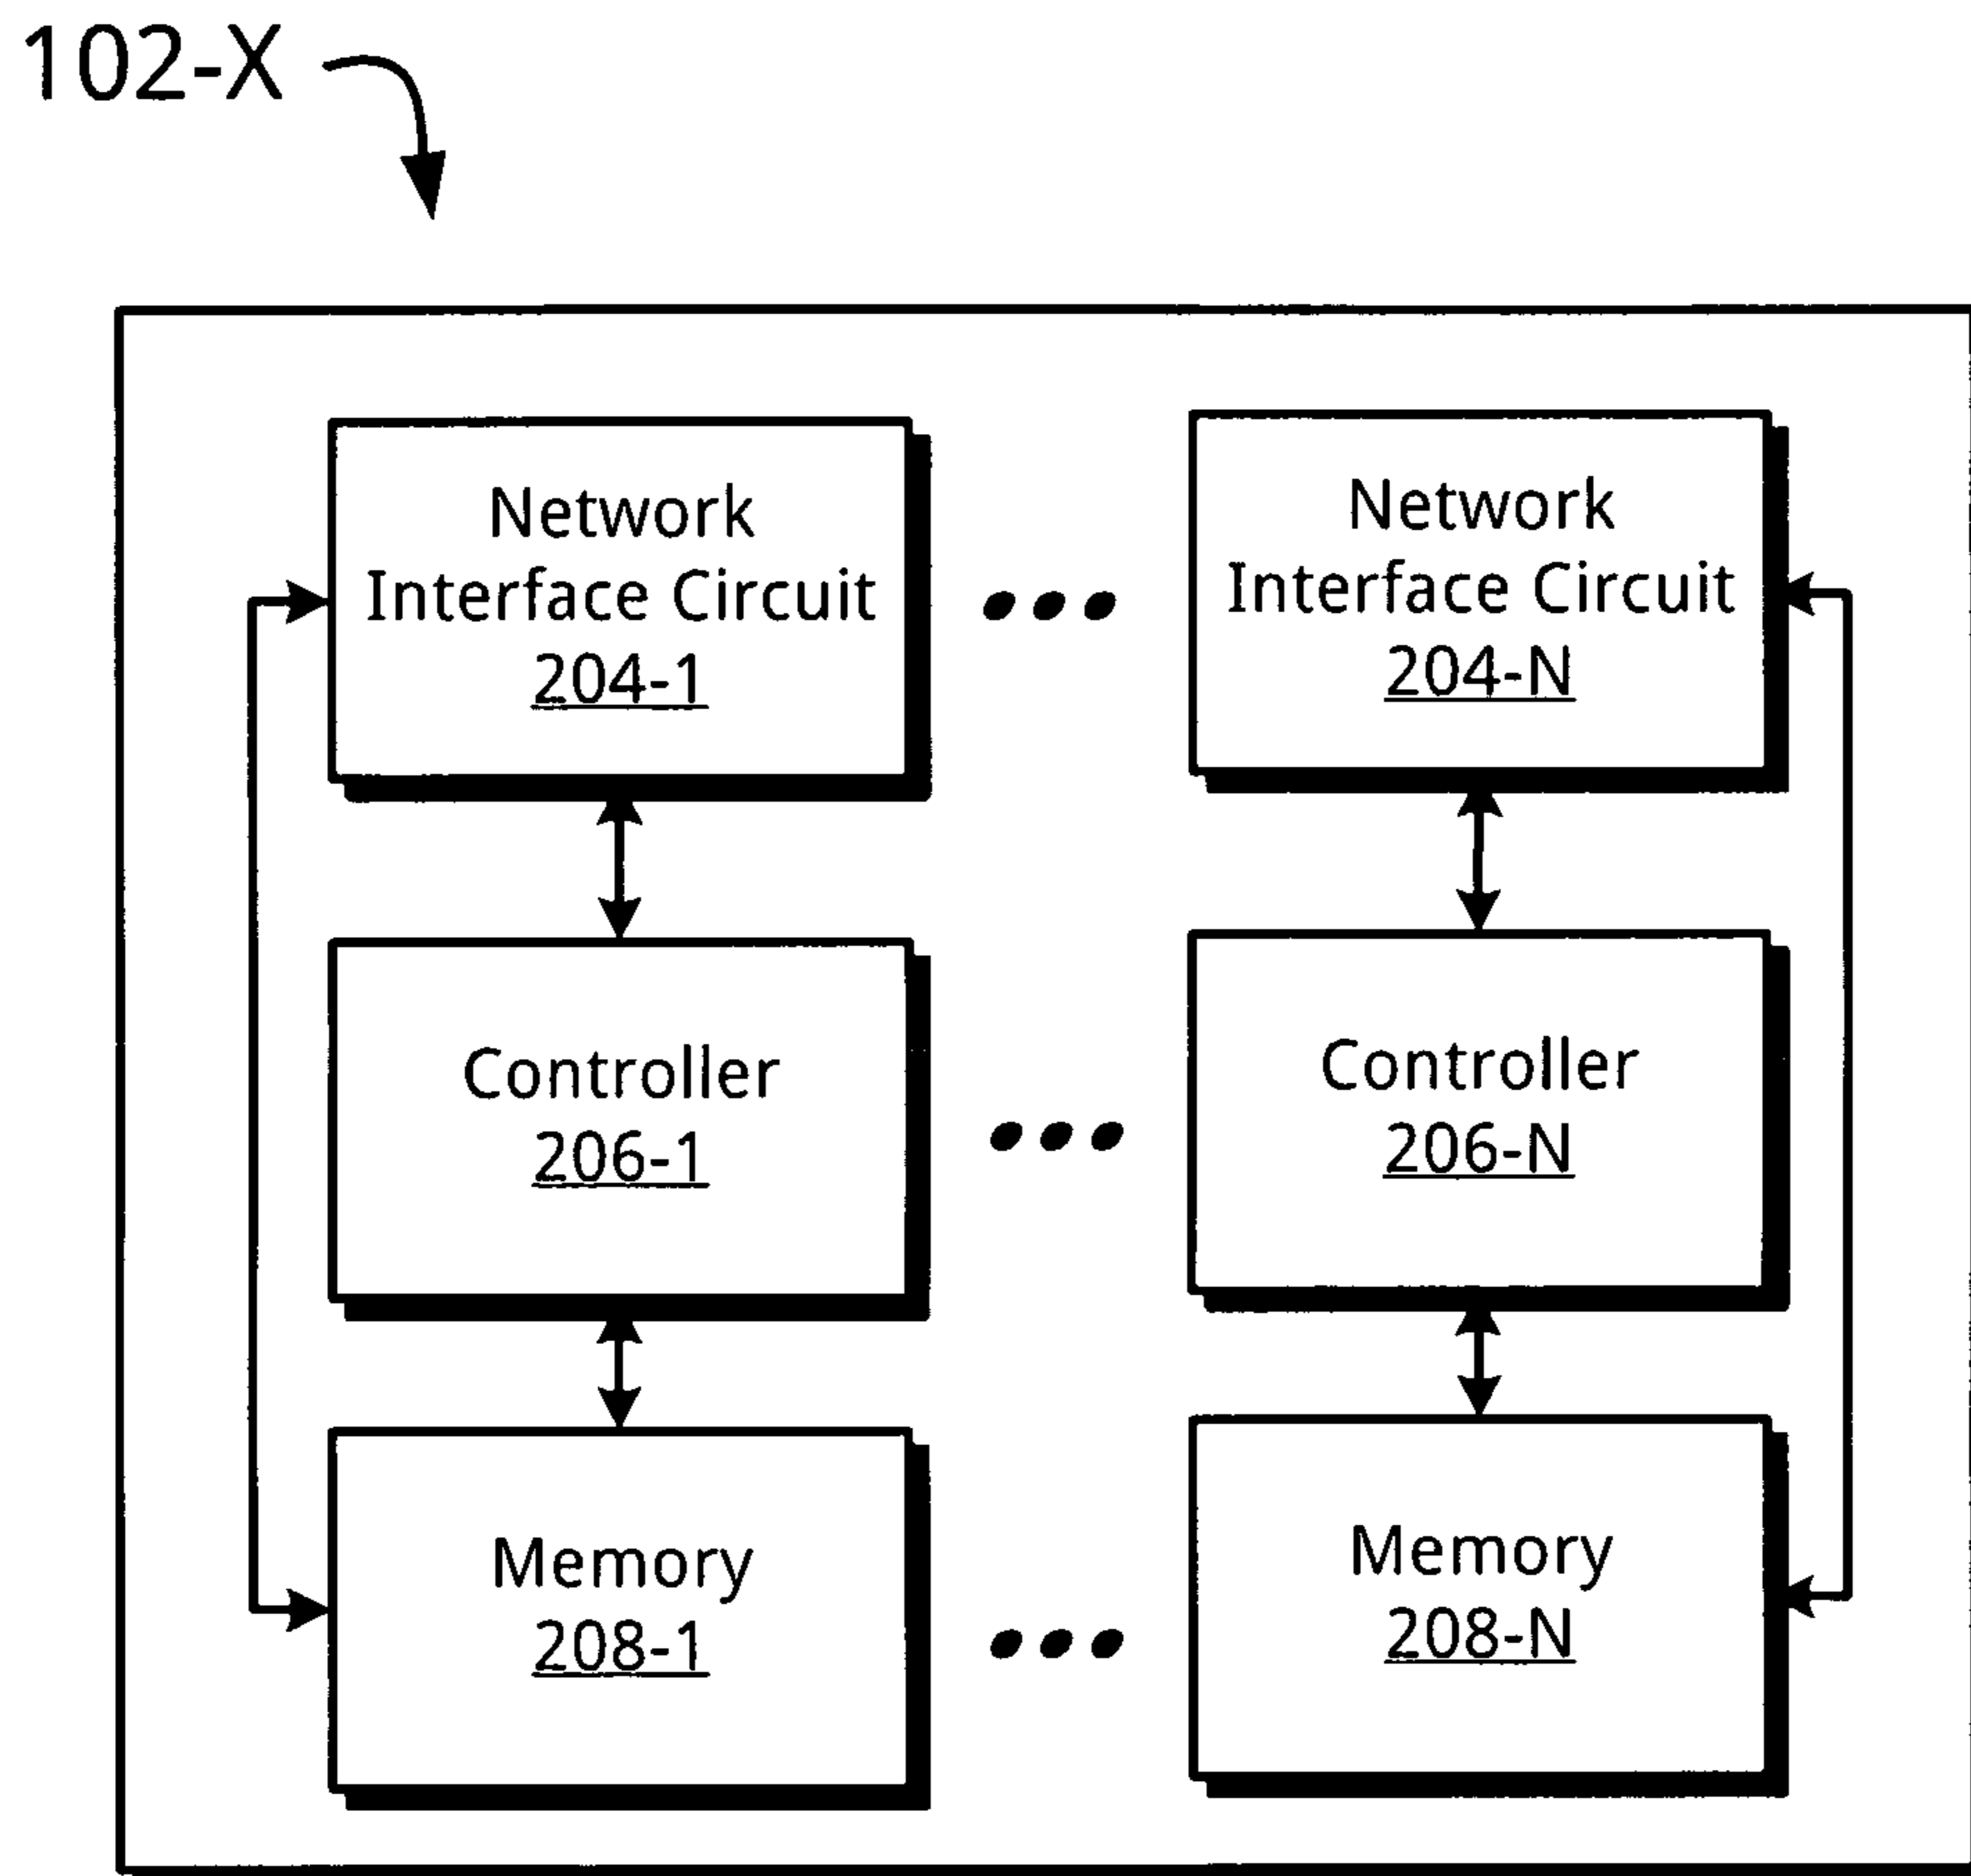 102-X
Network
Interface Circuit
204-1
Network
Interface Circuit
204-N
Controller
206-1
Controller
206-N
Memory
208-1
Memory
208-N